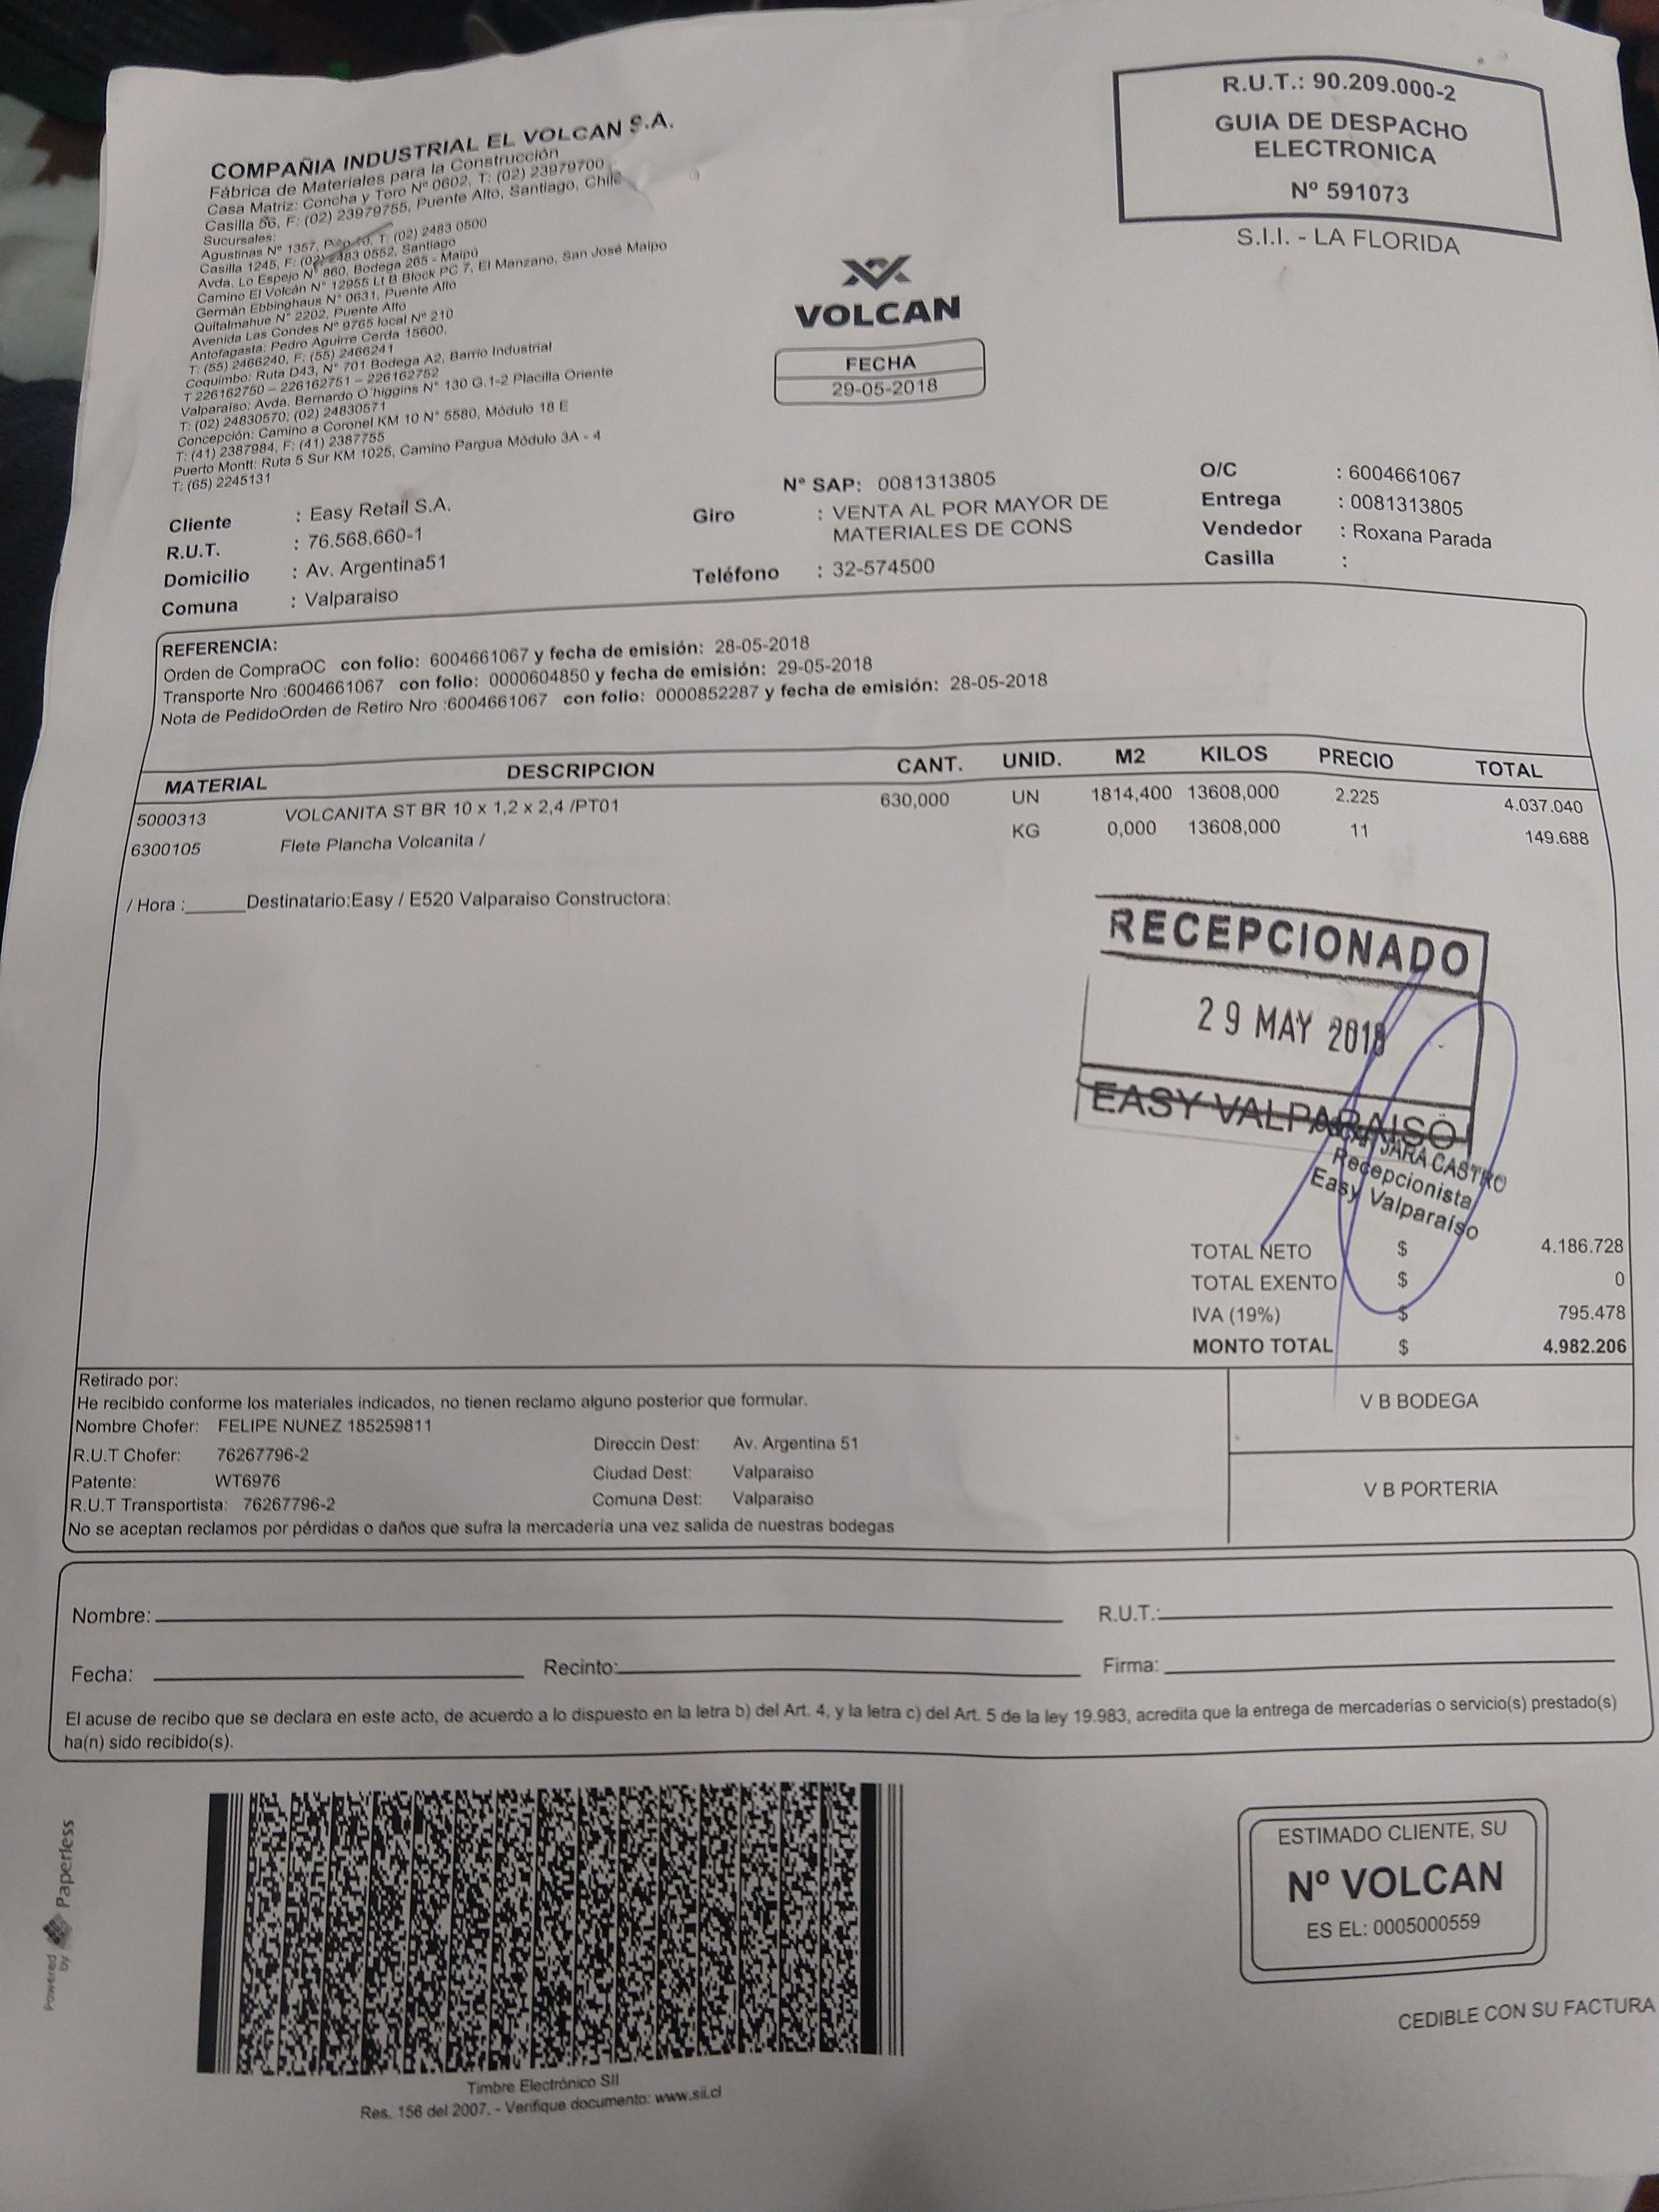 COMPAÑIA INDUSTRIAL EL VOLCAN S.A.
Fábrica de Materiales para la Construcción
Casa Matriz: Concha y Toro Nº 0602, T: (02) 23979700
Casilla 56, F: (02) 23979755, Puente Alto, Santiago, Chile
Sucursales:
Agustinas Nº 1357, Piso 10, T: (02) 2483 0500
Casilla 1245, F: (02) 2483 0552, Santiago
Avda. Lo Espejo Nº 860, Bodega 265 - Maipú
Camino El Volcán N° 12955 Lt B Block PC 7, El Manzano, San José Maipo
Germán Ebbinghaus N° 0631, Puente Alto
Quitalmahue N° 2202, Puente Alto
Avenida Las Condes Nº 9765 local Nº 210
Antofagasta: Pedro Aguirre Cerda 15600,
T: (55) 2466240, F: (55) 2466241
Coquimbo: Ruta D43, N° 701 Bodega A2, Barrio Industrial
T 226162750 – 226162751 – 226162752
Valparaíso: Avda. Bernardo O'higgins N° 130 G.1-2 Placilla Oriente
T: (02) 24830570; (02) 24830571
Concepción: Camino a Coronel KM 10 N° 5580, Módulo 18 E
T: (41) 2387984, F: (41) 2387755
Puerto Montt: Ruta 5 Sur KM 1025, Camino Pargua Módulo 3A - 4
T: (65) 2245131
R.U.T.: 90.209.000-2
GUIA DE DESPACHO
ELECTRONICA
Nº 591073
S.I.I. - LA FLORIDA
VOLCAN
FECHA
29-05-2018
Cliente : Easy Retail S.A.
R.U.T. : 76.568.660-1
Domicilio : Av. Argentina51
Comuna : Valparaiso
Nº SAP: 0081313805
Giro : VENTA AL POR MAYOR DE
MATERIALES DE CONS
Teléfono : 32-574500
O/C : 6004661067
Entrega : 0081313805
Vendedor : Roxana Parada
Casilla :
REFERENCIA:
Orden de CompraOC con folio: 6004661067 y fecha de emisión: 28-05-2018
Transporte Nro :6004661067 con folio: 0000604850 y fecha de emisión: 29-05-2018
Nota de PedidoOrden de Retiro Nro :6004661067 con folio: 0000852287 y fecha de emisión: 28-05-2018
MATERIAL DESCRIPCION CANT. UNID. M2 KILOS PRECIO TOTAL
5000313 VOLCANITA ST BR 10 x 1,2 x 2,4 /PT01 630,000 UN 1814,400 13608,000 2.225 4.037.040
6300105 Flete Plancha Volcanita / KG 0,000 13608,000 11 149.688
/ Hora :______Destinatario:Easy / E520 Valparaiso Constructora:
RECEPCIONADO
29 MAY 2018
EASY VALPARAISO
JARA CASTRO
Recepcionista
Easy Valparaíso
TOTAL NETO $ 4.186.728
TOTAL EXENTO $ 0
IVA (19%) $ 795.478
MONTO TOTAL $ 4.982.206
Retirado por:
He recibido conforme los materiales indicados, no tienen reclamo alguno posterior que formular.
Nombre Chofer: FELIPE NUNEZ 185259811
R.U.T Chofer: 76267796-2
Patente: WT6976
R.U.T Transportista: 76267796-2
Direccin Dest: Av. Argentina 51
Ciudad Dest: Valparaiso
Comuna Dest: Valparaiso
No se aceptan reclamos por pérdidas o daños que sufra la mercadería una vez salida de nuestras bodegas
V B BODEGA
V B PORTERIA
Nombre: R.U.T.:
Fecha: Recinto: Firma:
El acuse de recibo que se declara en este acto, de acuerdo a lo dispuesto en la letra b) del Art. 4, y la letra c) del Art. 5 de la ley 19.983, acredita que la entrega de mercaderías o servicio(s) prestado(s)
ha(n) sido recibido(s).
Powered by Paperless
Timbre Electrónico SII
Res. 156 del 2007. - Verifique documento: www.sii.cl
ESTIMADO CLIENTE, SU
Nº VOLCAN
ES EL: 0005000559
CEDIBLE CON SU FACTURA